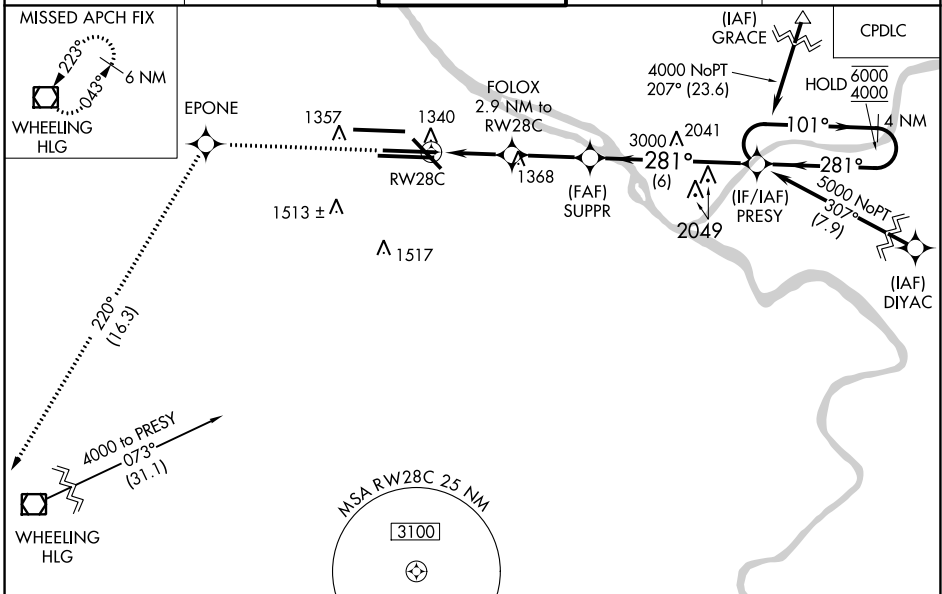 MISSED APCH FIX
223°
043°
6 NM
WHEELING
HLG
EPONE
1357
1340
RW28C
FOLOX
2.9 NM to
RW28C
1368
(FAF)
SUPPR
3000
2041
281°
(6)
2049
(IF/IAF)
PRESY
(IAF)
GRACE
4000 NoPT
207° (23.6)
CPDLC
HOLD
6000
4000
4 NM
101°
281°
5000 NoPT
307°
(7.9)
(IAF)
DIYAC
1513 ±
1517
220°
(16.3)
4000 to PRESY
073°
(31.1)
WHEELING
HLG
MSA RW28C 25 NM
3100